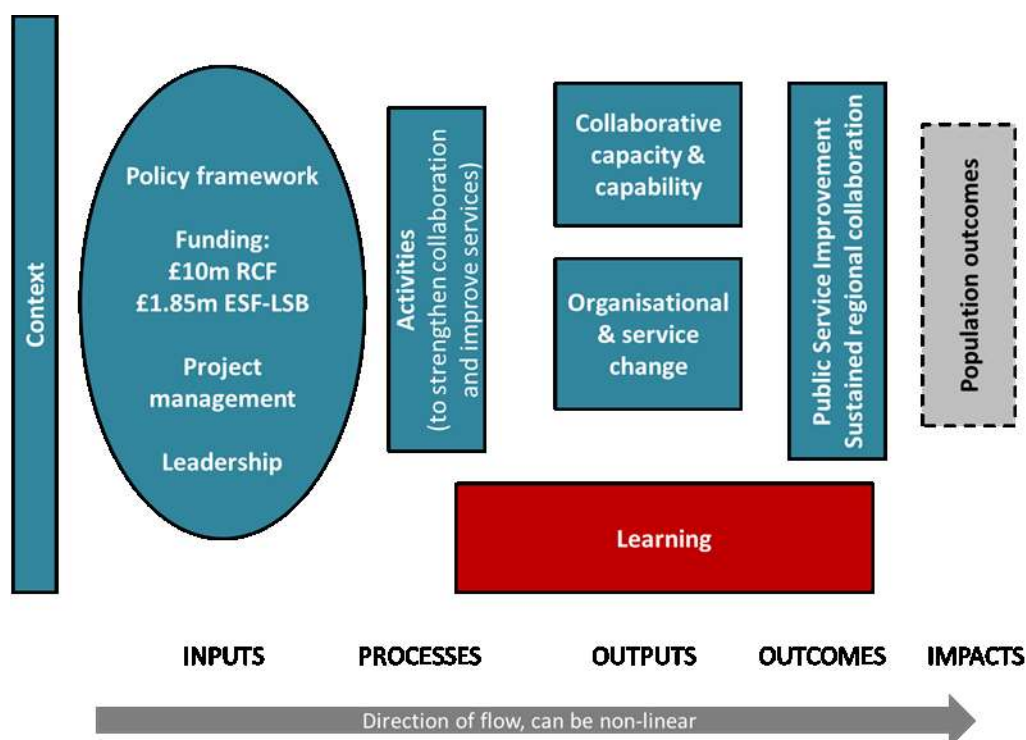 Context
Policy framework
Funding:
£10m RCF
£1.85m ESF-LSB
Project
management
Leadership
Activities
(to strengthen collaboration
and improve services)
Collaborative
capacity &
capability
Organisational
& service
change
Public Service Improvement
Sustained regional collaboration
Population outcomes
Learning
INPUTS
PROCESSES
OUTPUTS
OUTCOMES
IMPACTS
Direction of flow, can be non-linear